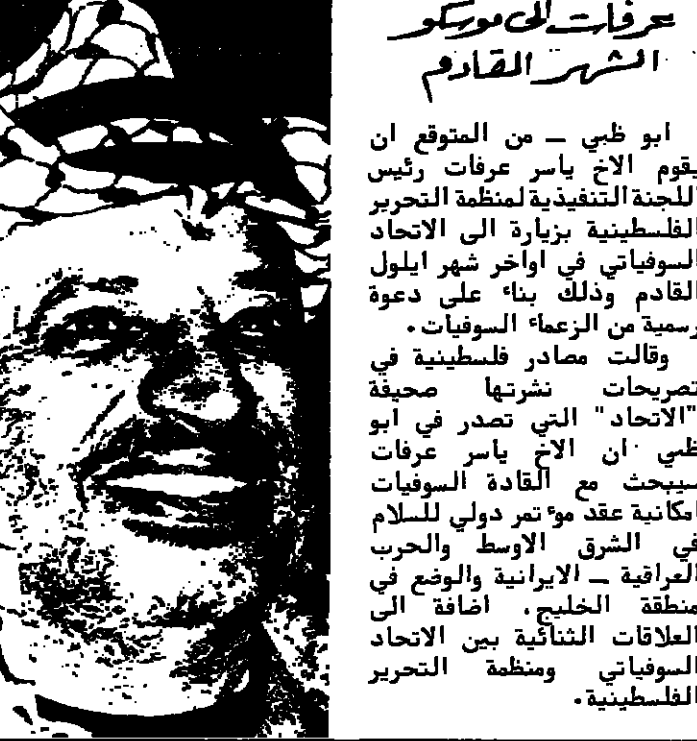 عرفات الى موسكو
الشهر القادم
ابو ظبي ــ من المتوقع ان
يقوم الاخ ياسر عرفات رئيس
اللجنة التنفيذية لمنظمة التحرير
الفلسطينية بزيارة الى الاتحاد
السوفياتي في اواخر شهر ايلول
القادم وذلك بناء على دعوة
رسمية من الزعماء السوفيات.
وقالت مصادر فلسطينية في
تصريحات نشرتها صحيفة
"الاتحاد" التي تصدر في ابو
ظبي ان الاخ ياسر عرفات
سيبحث مع القادة السوفيات
امكانية عقد موءتمر دولي للسلام
في الشرق الاوسط والحرب
العراقية ــ الايرانية والوضع في
منطقة الخليج. اضافة الى
العلاقات الثنائية بين الاتحاد
السوفياتي ومنظمة التحرير
الفلسطينية.